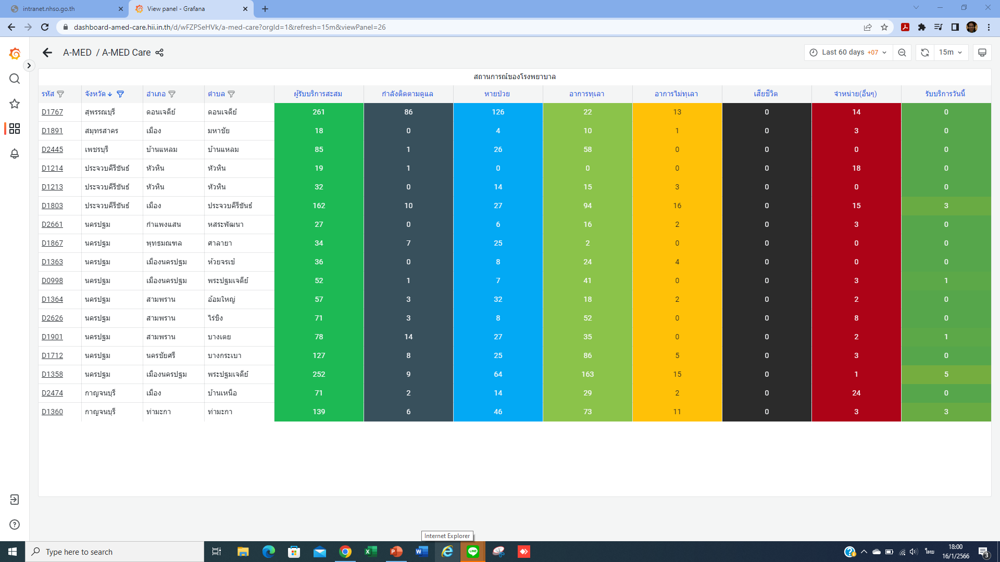 intranet.nhso.go.th
View panel - Grafana
dashboard-amed-care.hii.in.th/d/wFZPSeHVk/a-med-care?orgId=1&refresh=15m&viewPanel=26
A-MED / A-MED Care
Last 60 days +07
15m
สถานการณ์ของโรงพยาบาล
รหัส จังหวัด อำเภอ ตำบล ผู้รับบริการสะสม กำลังติดตามดูแล หายป่วย อาการทุเลา อาการไม่ทุเลา เสียชีวิต จำหน่าย(อื่นๆ) รับบริการวันนี้
D1767 สุพรรณบุรี ดอนเจดีย์ ดอนเจดีย์ 261 86 126 22 13 0 14 0
D1891 สมุทรสาคร เมือง มหาชัย 18 0 4 10 1 0 3 0
D2445 เพชรบุรี บ้านแหลม บ้านแหลม 85 1 26 58 0 0 0 0
D1214 ประจวบคีรีขันธ์ หัวหิน หัวหิน 19 1 0 0 0 0 18 0
D1213 ประจวบคีรีขันธ์ หัวหิน หัวหิน 32 0 14 15 3 0 0 0
D1803 ประจวบคีรีขันธ์ เมือง ประจวบคีรีขันธ์ 162 10 27 94 16 0 15 3
D2661 นครปฐม กำแพงแสน หสระพัฒนา 27 0 6 16 2 0 3 0
D1867 นครปฐม พุทธมณฑล ศาลายา 34 7 25 2 0 0 0 0
D1363 นครปฐม เมืองนครปฐม ห้วยจรเข้ 36 0 8 24 4 0 0 0
D0998 นครปฐม เมืองนครปฐม พระปฐมเจดีย์ 52 1 7 41 0 0 3 1
D1364 นครปฐม สามพราน อ้อมใหญ่ 57 3 32 18 2 0 2 0
D2626 นครปฐม สามพราน ไร่ขิง 71 3 8 52 0 0 8 0
D1901 นครปฐม สามพราน บางเตย 78 14 27 35 0 0 2 1
D1712 นครปฐม นครชัยศรี บางกระเบา 127 8 25 86 5 0 3 0
D1358 นครปฐม เมืองนครปฐม พระปฐมเจดีย์ 252 9 64 163 15 0 1 5
D2474 กาญจนบุรี เมือง บ้านเหนือ 71 2 14 29 2 0 24 0
D1360 กาญจนบุรี ท่ามะกา ท่ามะกา 139 6 46 73 11 0 3 3
Internet Explorer
Type here to search
ไทย
18:00
16/1/2566
3